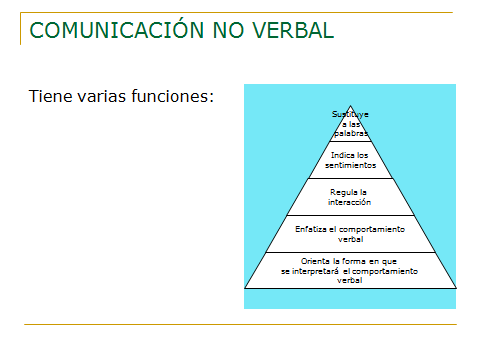 COMUNICACIÓN NO VERBAL
Tiene varias funciones:
Sustituye
a las
palabras
Indica los
sentimientos
Regula la
interacción
Enfatiza el comportamiento
verbal
Orienta la forma en que
se interpretará el comportamiento
verbal